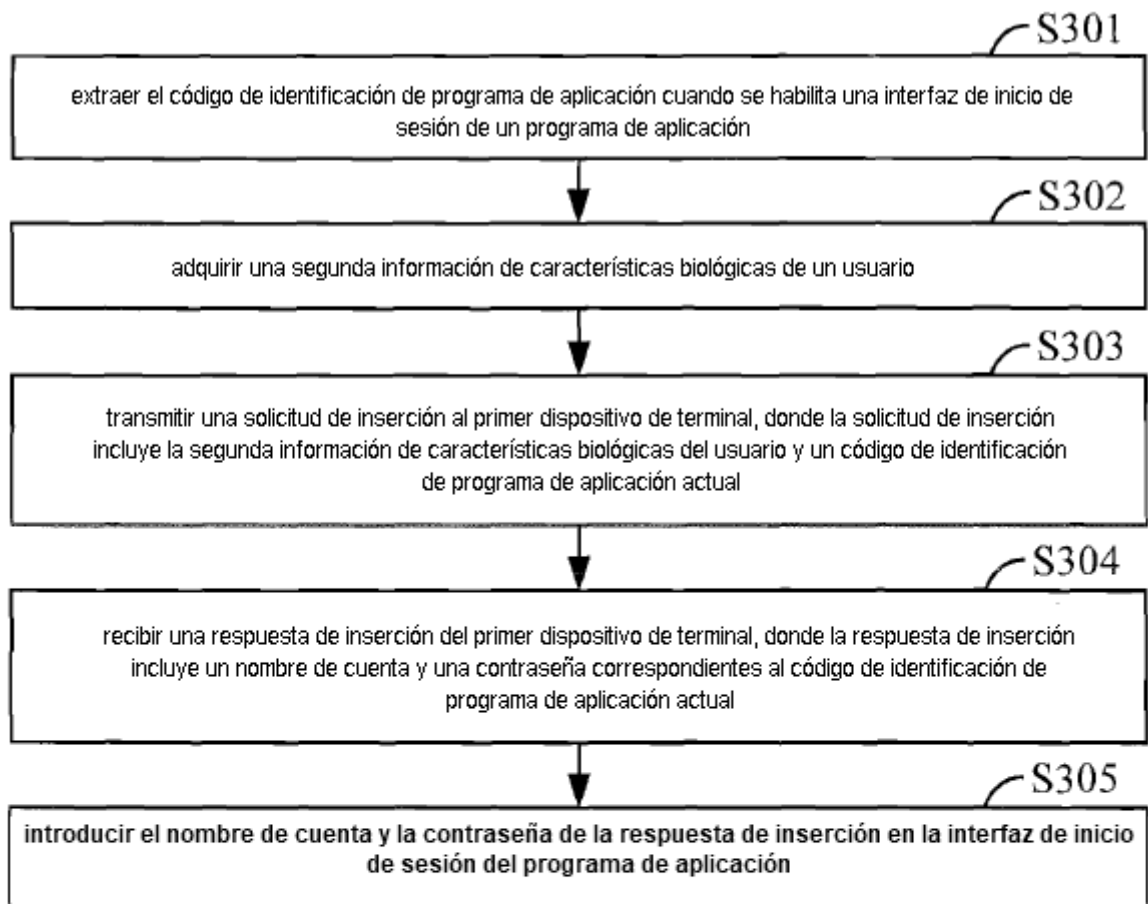 S301
extraer el código de identificación de programa de aplicación cuando se habilita una interfaz de inicio de
sesión de un programa de aplicación
S302
adquirir una segunda información de características biológicas de un usuario
S303
transmitir una solicitud de inserción al primer dispositivo de terminal, donde la solicitud de inserción
incluye la segunda información de características biológicas del usuario y un código de identificación
de programa de aplicación actual
S304
recibir una respuesta de inserción del primer dispositivo de terminal, donde la respuesta de inserción
incluye un nombre de cuenta y una contraseña correspondientes al código de identificación de
programa de aplicación actual
S305
introducir el nombre de cuenta y la contraseña de la respuesta de inserción en la interfaz de inicio
de sesión del programa de aplicación